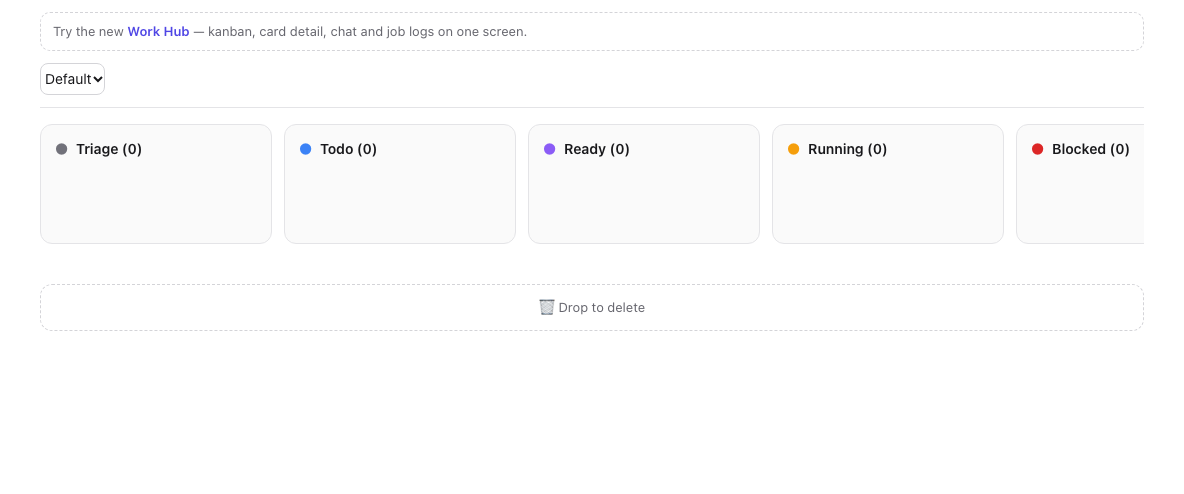 Try the new Work Hub — kanban, card detail, chat and job logs on one screen.
Default
Triage (0)
Todo (0)
Ready (0)
Running (0)
Blocked (0)
Drop to delete